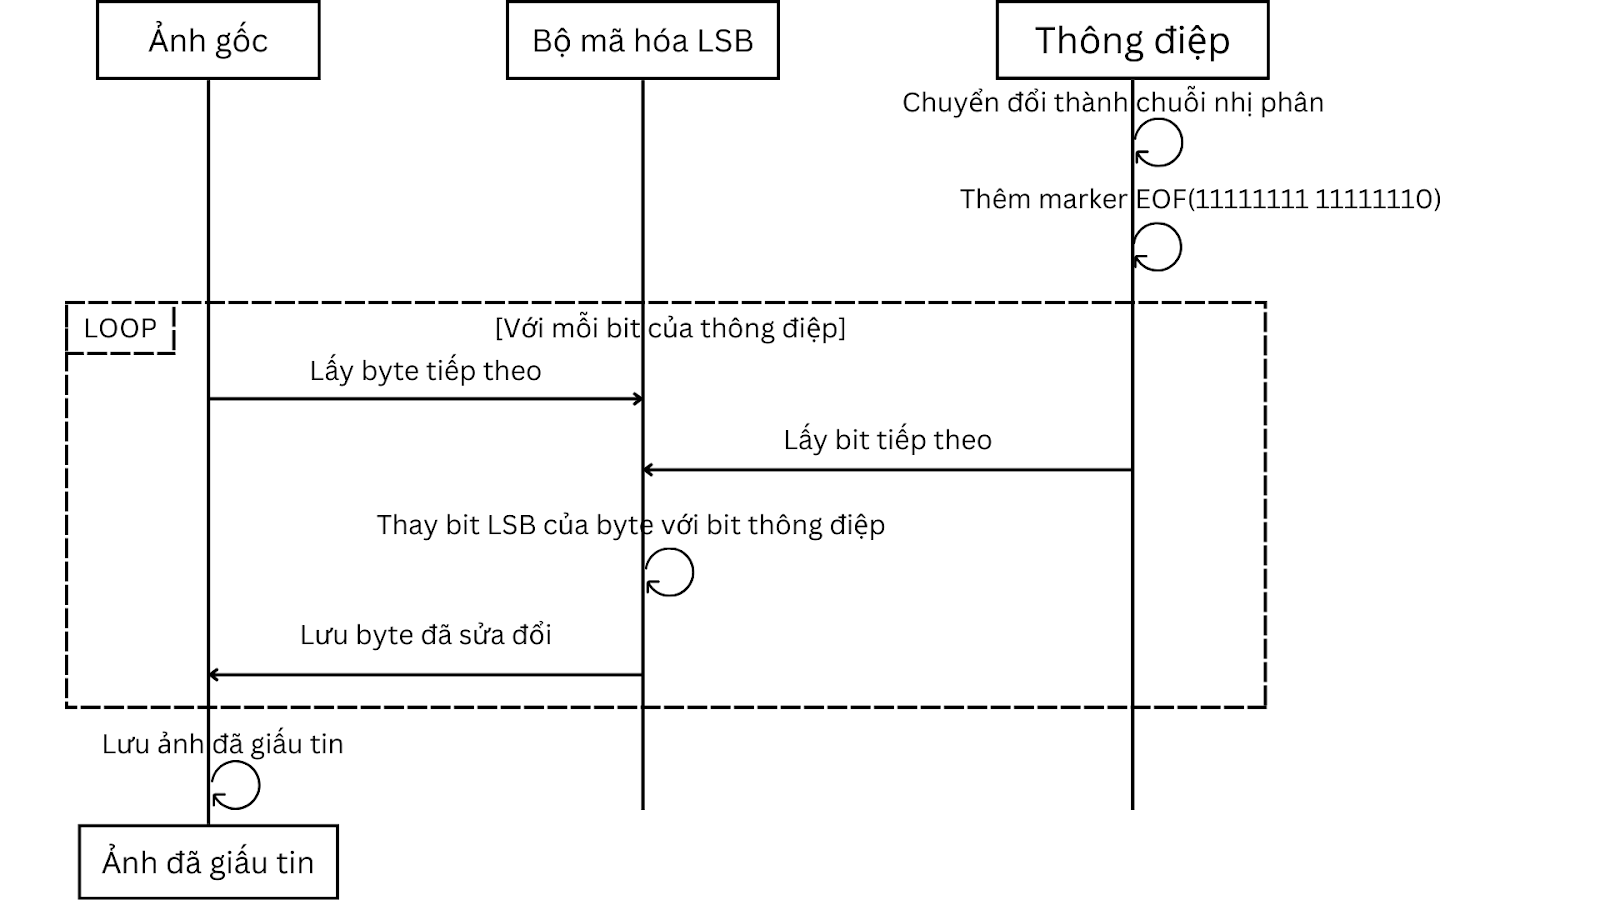 Ảnh gốc
Bộ mã hóa LSB
Thông điệp
Chuyển đổi thành chuỗi nhị phân
Thêm marker EOF(11111111 11111110)
LOOP
[Với mỗi bit của thông điệp]
Lấy byte tiếp theo
Lấy bit tiếp theo
Thay bit LSB của byte với bit thông điệp
Lưu byte đã sửa đổi
Lưu ảnh đã giấu tin
Ảnh đã giấu tin